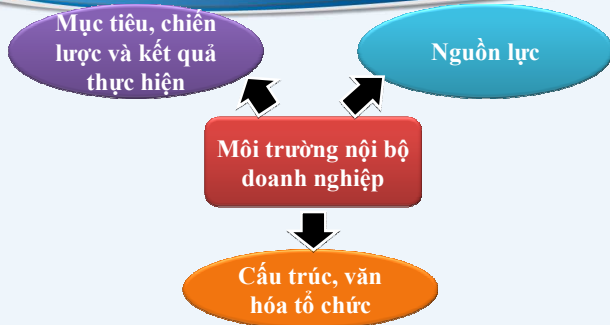 Mục tiêu, chiến
lược và kết quả
thực hiện
Nguồn lực
Môi trường nội bộ
doanh nghiệp
Cấu trúc, văn
hóa tổ chức